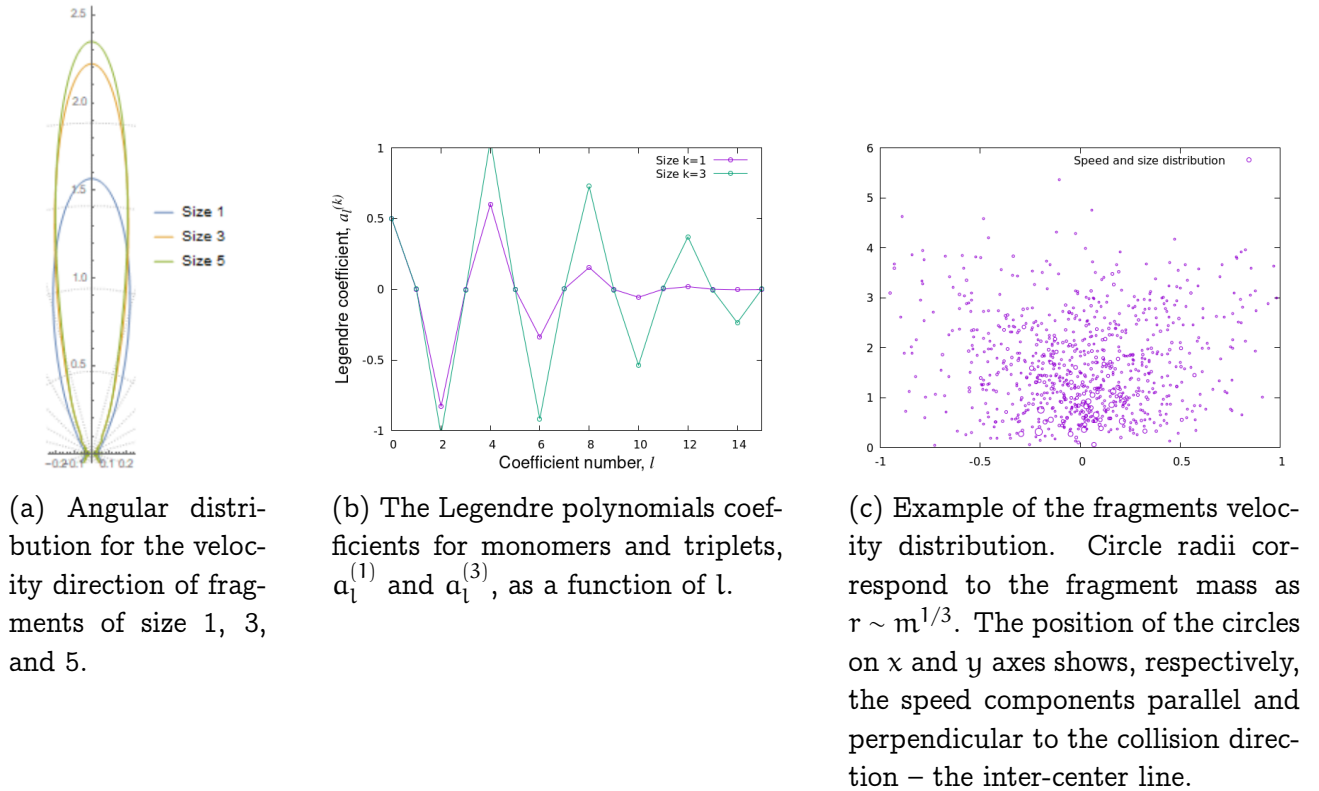 2.5
2.0
1.5
1.0
0.5
0.1 0.2
Size 1
Size 3
Size 5
(a) Angular distri-
bution for the veloc-
ity direction of frag-
ments of size 1, 3,
and 5.
Size k=1
Size k=3
1
0.5
0
-0.5
-1
0 2 4 6 8 10 12 14
Legendre coefficient, a_l^(k)
Coefficient number, l
(b) The Legendre polynomials coef-
ficients for monomers and triplets,
a_l^(1) and a_l^(3), as a function of l.
Speed and size distribution
6
5
4
3
2
1
0
-1 -0.5 0 0.5 1
(c) Example of the fragments veloc-
ity distribution. Circle radii cor-
respond to the fragment mass as
r ∼ m^1/3. The position of the circles
on x and y axes shows, respectively,
the speed components parallel and
perpendicular to the collision direc-
tion – the inter-center line.